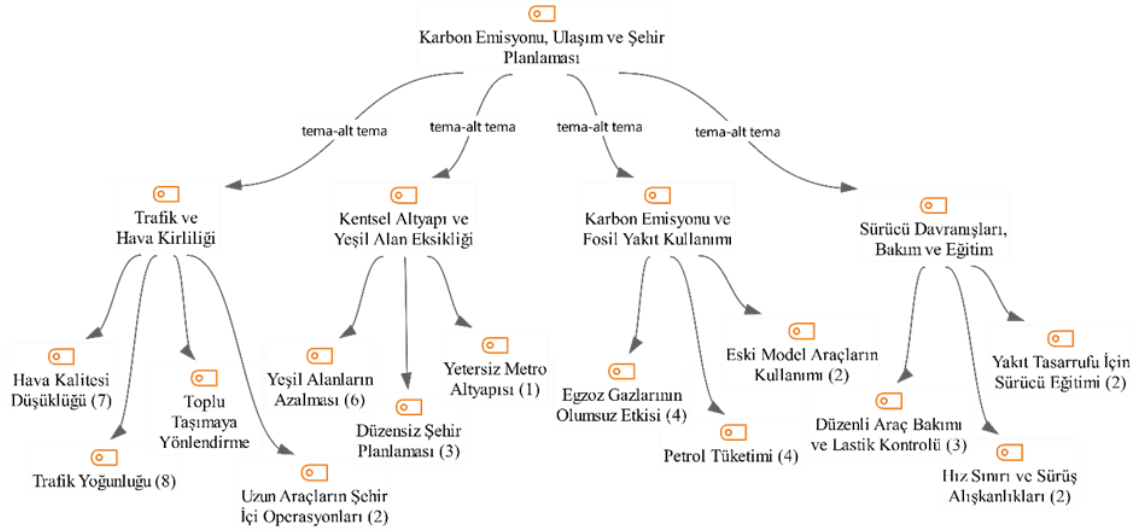 Karbon Emisyonu, Ulaşım ve Şehir
Planlaması
tema-alt tema
tema-alt tema
tema-alt tema
tema-alt tema
Trafik ve
Hava Kirliliği
Kentsel Altyapı ve
Yeşil Alan Eksikliği
Karbon Emisyonu ve
Fosil Yakıt Kullanımı
Sürücü Davranışları,
Bakım ve Eğitim
Hava Kalitesi
Düşüklüğü (7)
Trafik Yoğunluğu (8)
Toplu
Taşımaya
Yönlendirme
Uzun Araçların Şehir
İçi Operasyonları (2)
Yeşil Alanların
Azalması (6)
Düzensiz Şehir
Planlaması (3)
Yetersiz Metro
Altyapısı (1)
Egzoz Gazlarının
Olumsuz Etkisi (4)
Petrol Tüketimi (4)
Eski Model Araçların
Kullanımı (2)
Düzenli Araç Bakımı
ve Lastik Kontrolü (3)
Hız Sınırı ve Sürüş
Alışkanlıkları (2)
Yakıt Tasarrufu İçin
Sürücü Eğitimi (2)